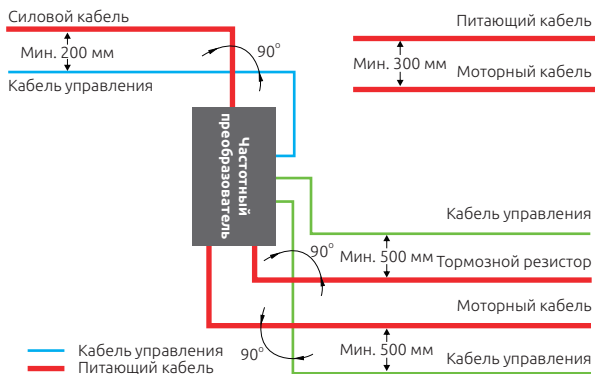 Силовой кабель
Мин. 200 мм
90°
Кабель управления
Питающий кабель
Мин. 300 мм
Моторный кабель
Частотный
преобразователь
Кабель управления
90°
Мин. 500 мм
Тормозной резистор
Моторный кабель
90°
Мин. 500 мм
Кабель управления
Кабель управления
Питающий кабель